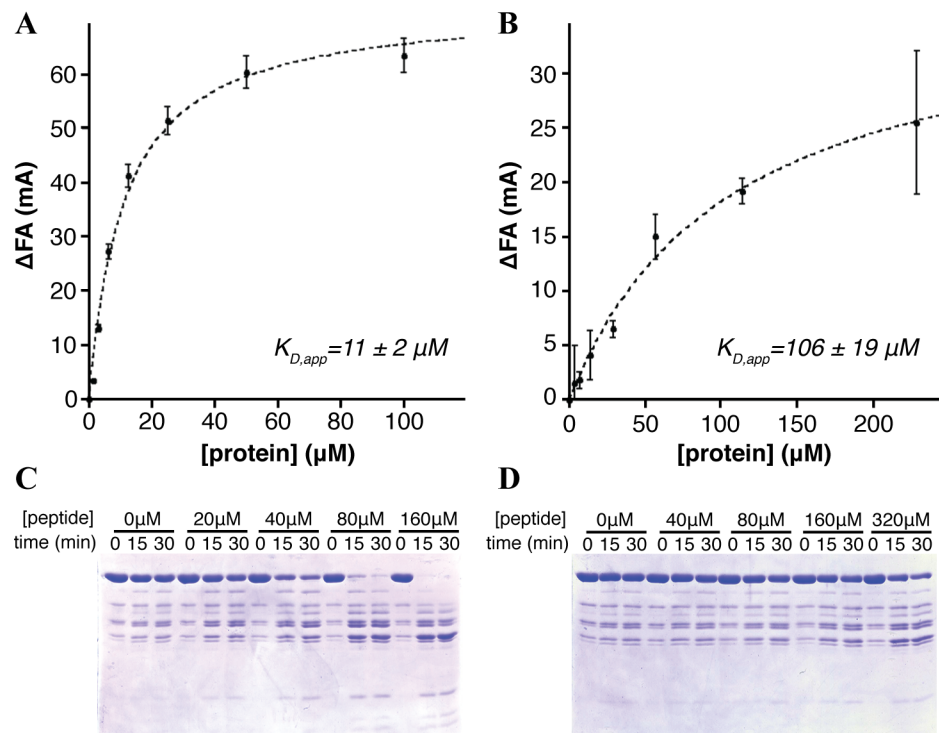 A
ΔFA (mA)
60
50
40
30
20
10
0
0 20 40 60 80 100
[protein] (μM)
K_D,app=11 ± 2 μM
B
ΔFA (mA)
30
25
20
15
10
5
0
0 50 100 150 200
[protein] (μM)
K_D,app=106 ± 19 μM
C
[peptide] 0μM 20μM 40μM 80μM 160μM
time (min) 0 15 30 0 15 30 0 15 30 0 15 30 0 15 30
D
[peptide] 0μM 40μM 80μM 160μM 320μM
time (min) 0 15 30 0 15 30 0 15 30 0 15 30 0 15 30